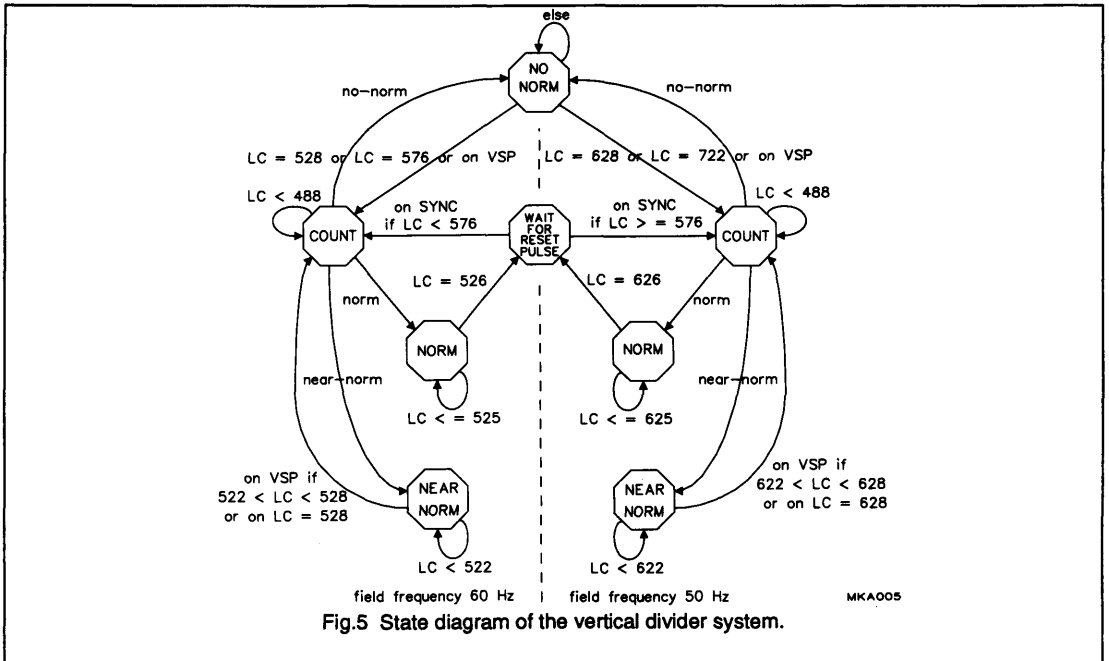 else
NO
NORM
no-norm
no-norm
LC = 528 or LC = 576 or on VSP
LC = 628 or LC = 722 or on VSP
LC < 488
LC < 488
on SYNC
if LC < 576
on SYNC
if LC > = 576
COUNT
WAIT
FOR
RESET
PULSE
COUNT
LC = 526
LC = 626
norm
norm
NORM
NORM
near-norm
near-norm
LC < = 525
LC < = 625
on VSP if
522 < LC < 528
or on LC = 528
NEAR
NORM
NEAR
NORM
on VSP if
622 < LC < 628
or on LC = 628
LC < 522
LC < 622
field frequency 60 Hz
field frequency 50 Hz
MKA005
Fig.5 State diagram of the vertical divider system.